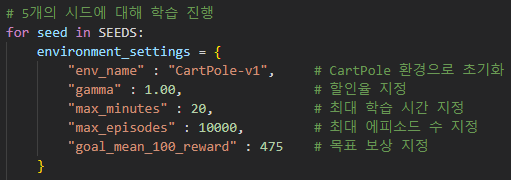 # 5개의 시드에 대해 학습 진행
for seed in SEEDS:
environment_settings = {
"env_name" : "CartPole-v1", # CartPole 환경으로 초기화
"gamma" : 1.00, # 할인율 지정
"max_minutes" : 20, # 최대 학습 시간 지정
"max_episodes" : 10000, # 최대 에피소드 수 지정
"goal_mean_100_reward" : 475 # 목표 보상 지정
}